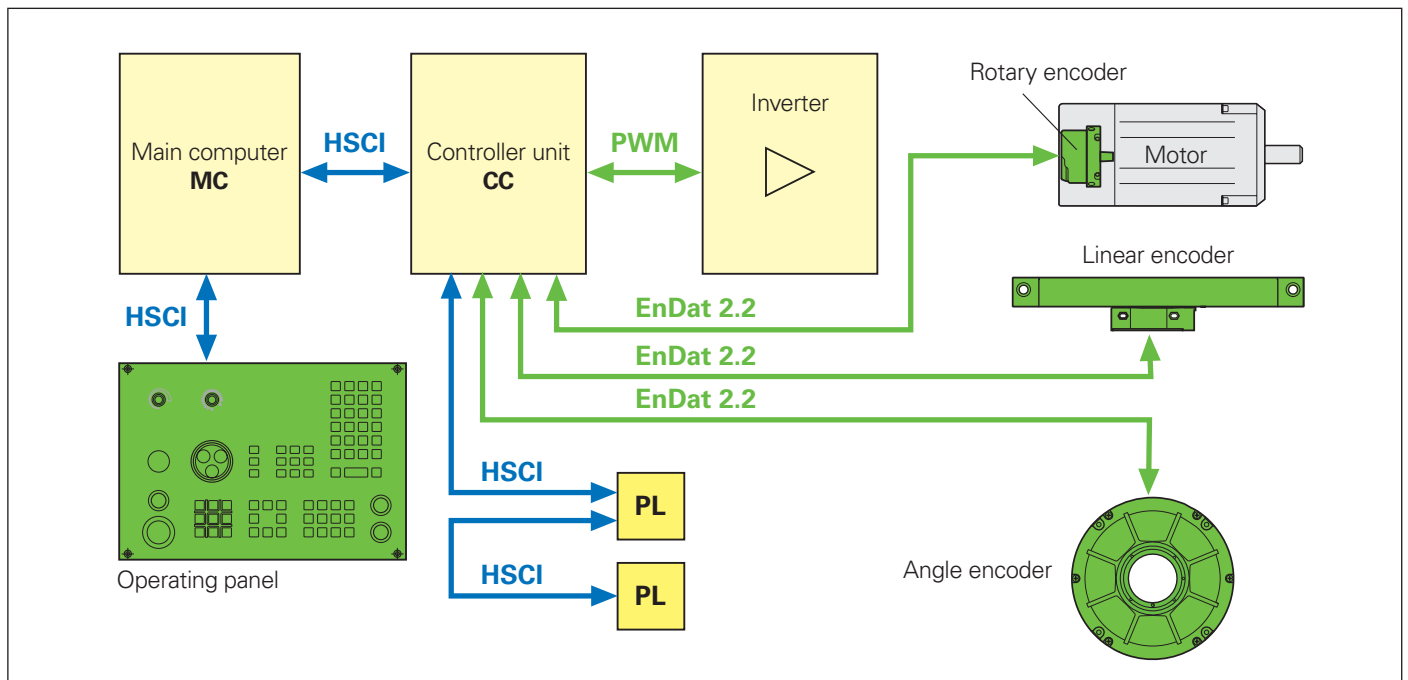 Main computer
MC
HSCI
Controller unit
CC
PWM
Inverter
Rotary encoder
Motor
Linear encoder
HSCI
EnDat 2.2
EnDat 2.2
EnDat 2.2
HSCI
PL
HSCI
PL
Operating panel
Angle encoder